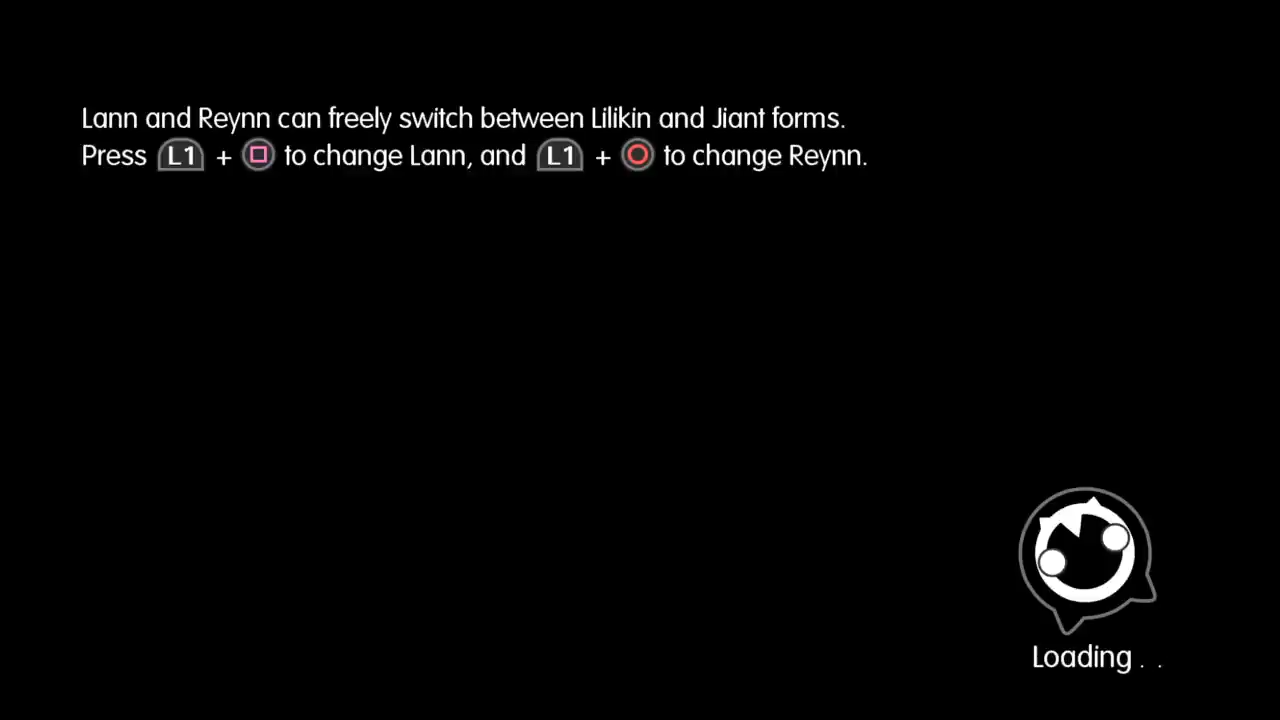 Lann and Reynn can freely switch between Lilikin and Jiant forms.
Press L1 + □ to change Lann, and L1 + ○ to change Reynn.
Loading . .